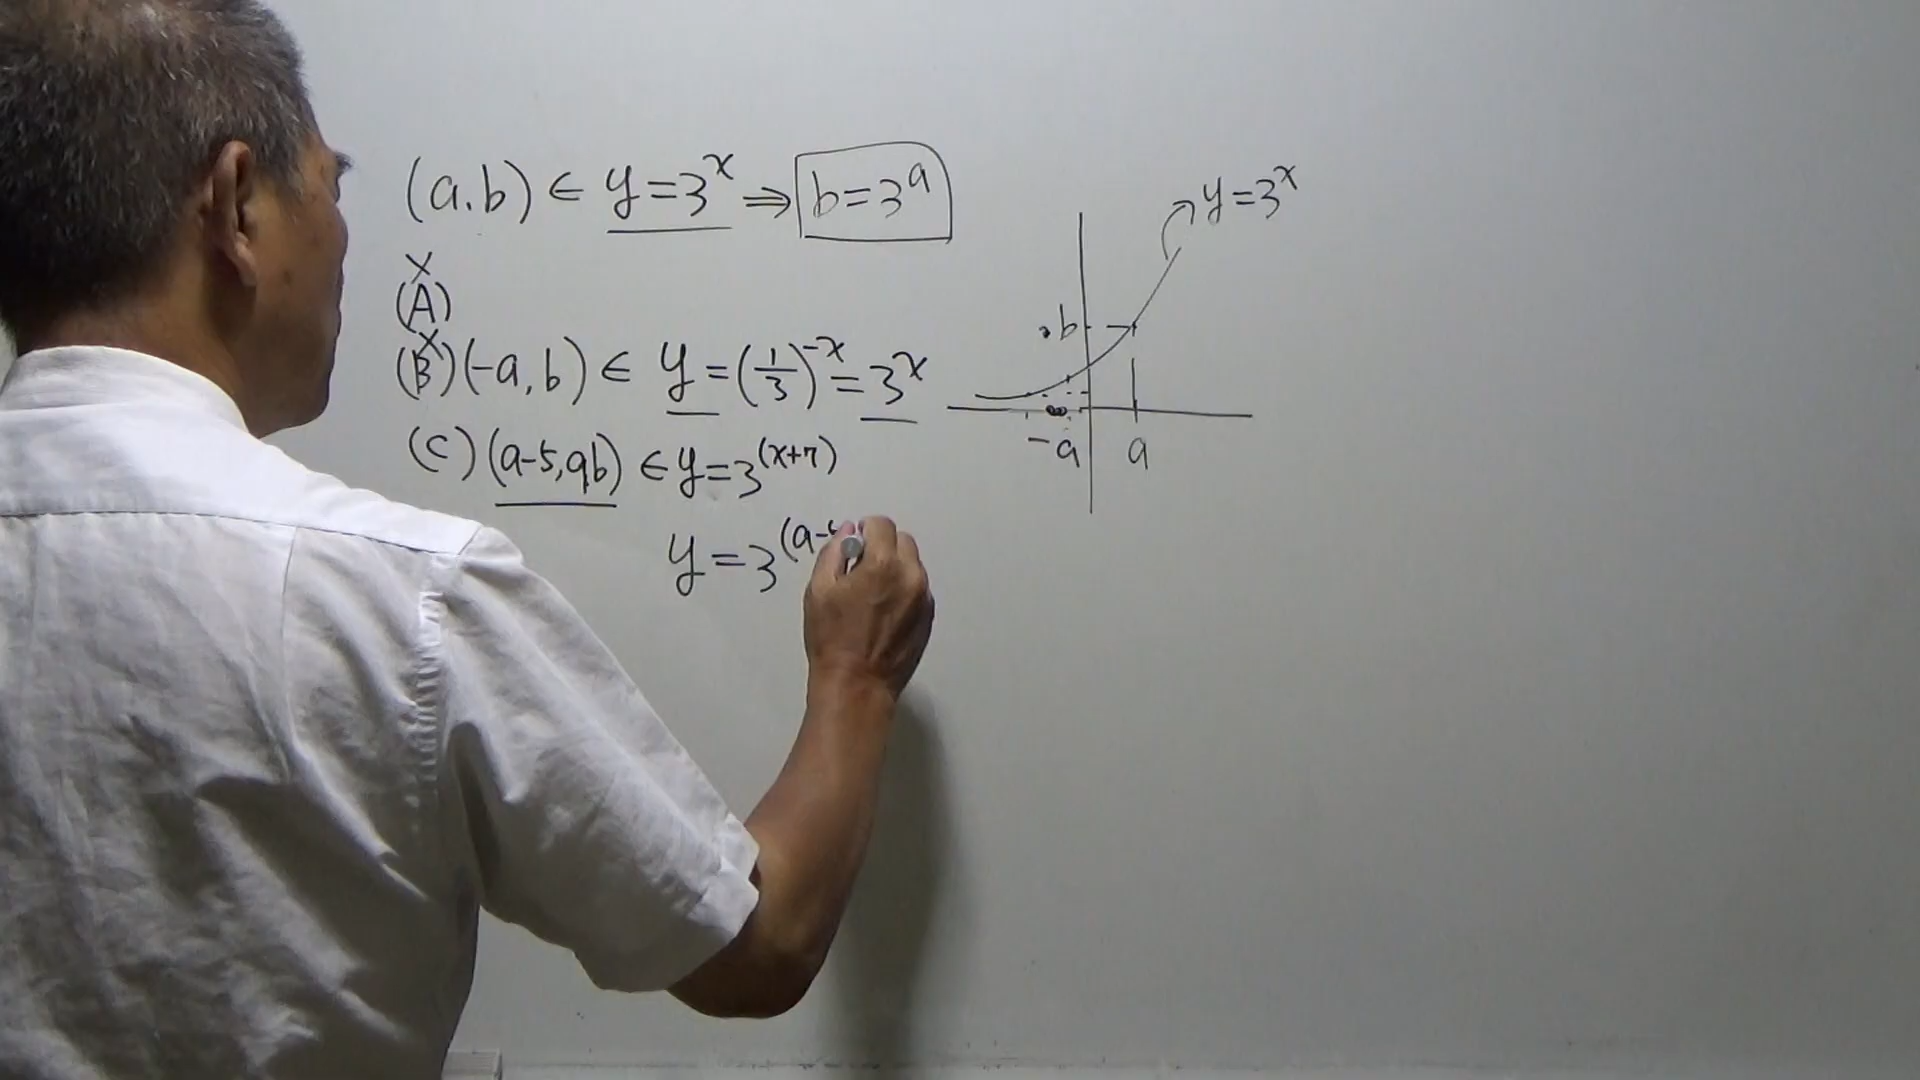 (a.b) ∈ y=3^x ⇒ b=3^a
X
(A)
X
(B) (-a, b) ∈ y=(1/3)^-x = 3^x
(C) (a-5, 9b) ∈ y=3^(x+7)
y=3^(a-
y=3^x
b
-a
a